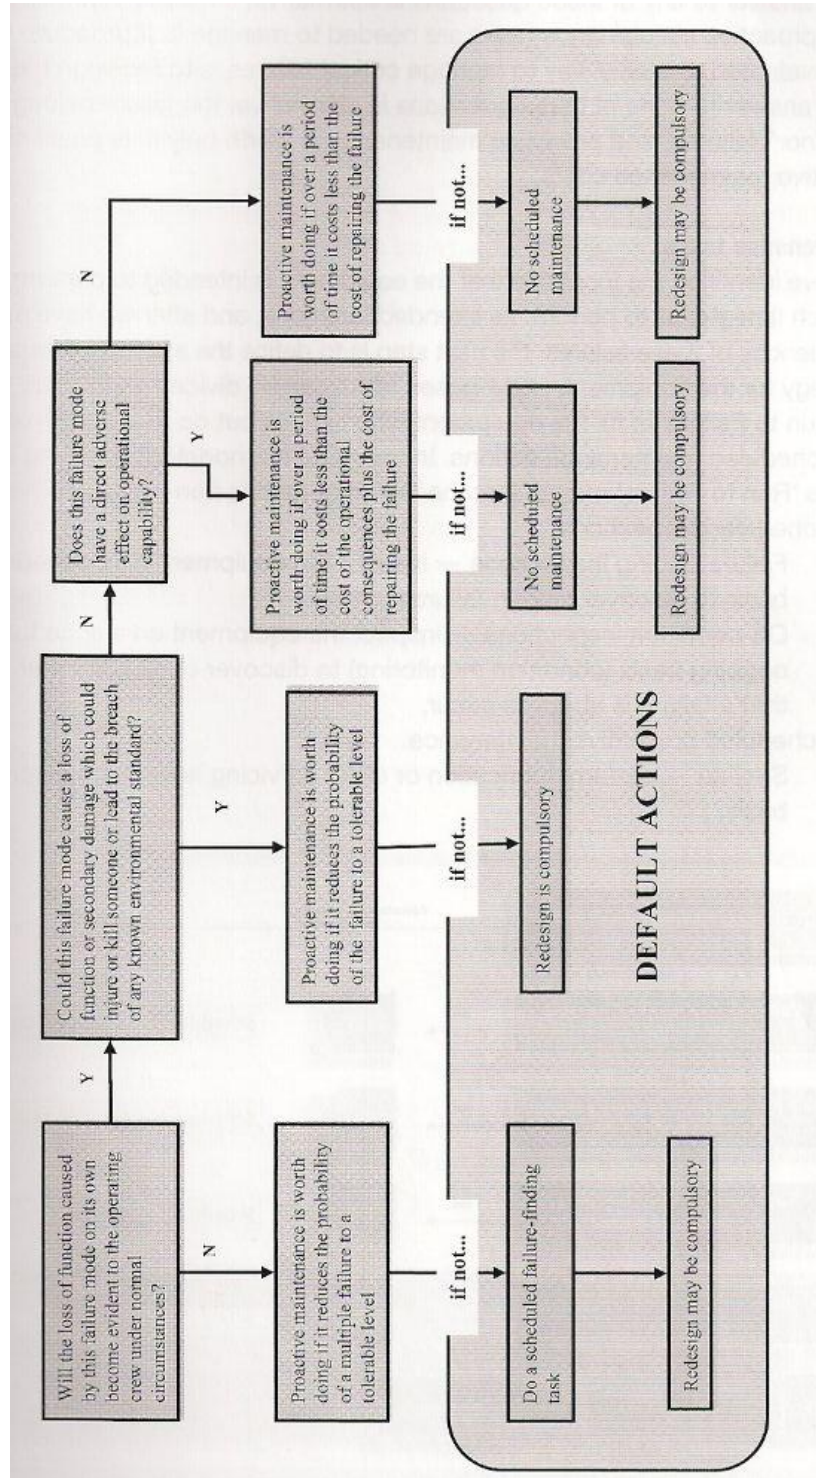 Will the loss of function caused
by this failure mode on its own
become evident to the operating
crew under normal
circumstances?
Y
Could this failure mode cause a loss of
function or secondary damage which could
injure or kill someone or lead to the breach
of any known environmental standard?
N
Does this failure mode
have a direct adverse
effect on operational
capability?
N
N
Y
Y
Proactive maintenance is worth
doing if it reduces the probability
of a multiple failure to a
tolerable level
Proactive maintenance is worth
doing if it reduces the probability
of the failure to a tolerable level
Proactive maintenance is
worth doing if over a period
of time it costs less than the
cost of the operational
consequences plus the cost of
repairing the failure
Proactive maintenance is
worth doing if over a period
of time it costs less than the
cost of repairing the failure
if not...
if not...
if not...
if not...
Do a scheduled failure-finding
task
Redesign is compulsory
No scheduled
maintenance
No scheduled
maintenance
Redesign may be compulsory
DEFAULT ACTIONS
Redesign may be compulsory
Redesign may be compulsory